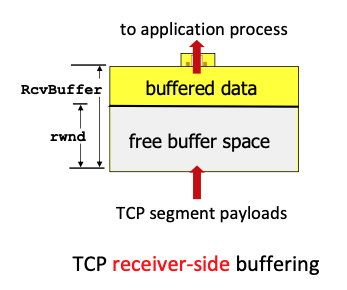 to application process
RcvBuffer
buffered data
rwnd
free buffer space
TCP segment payloads
TCP receiver-side buffering